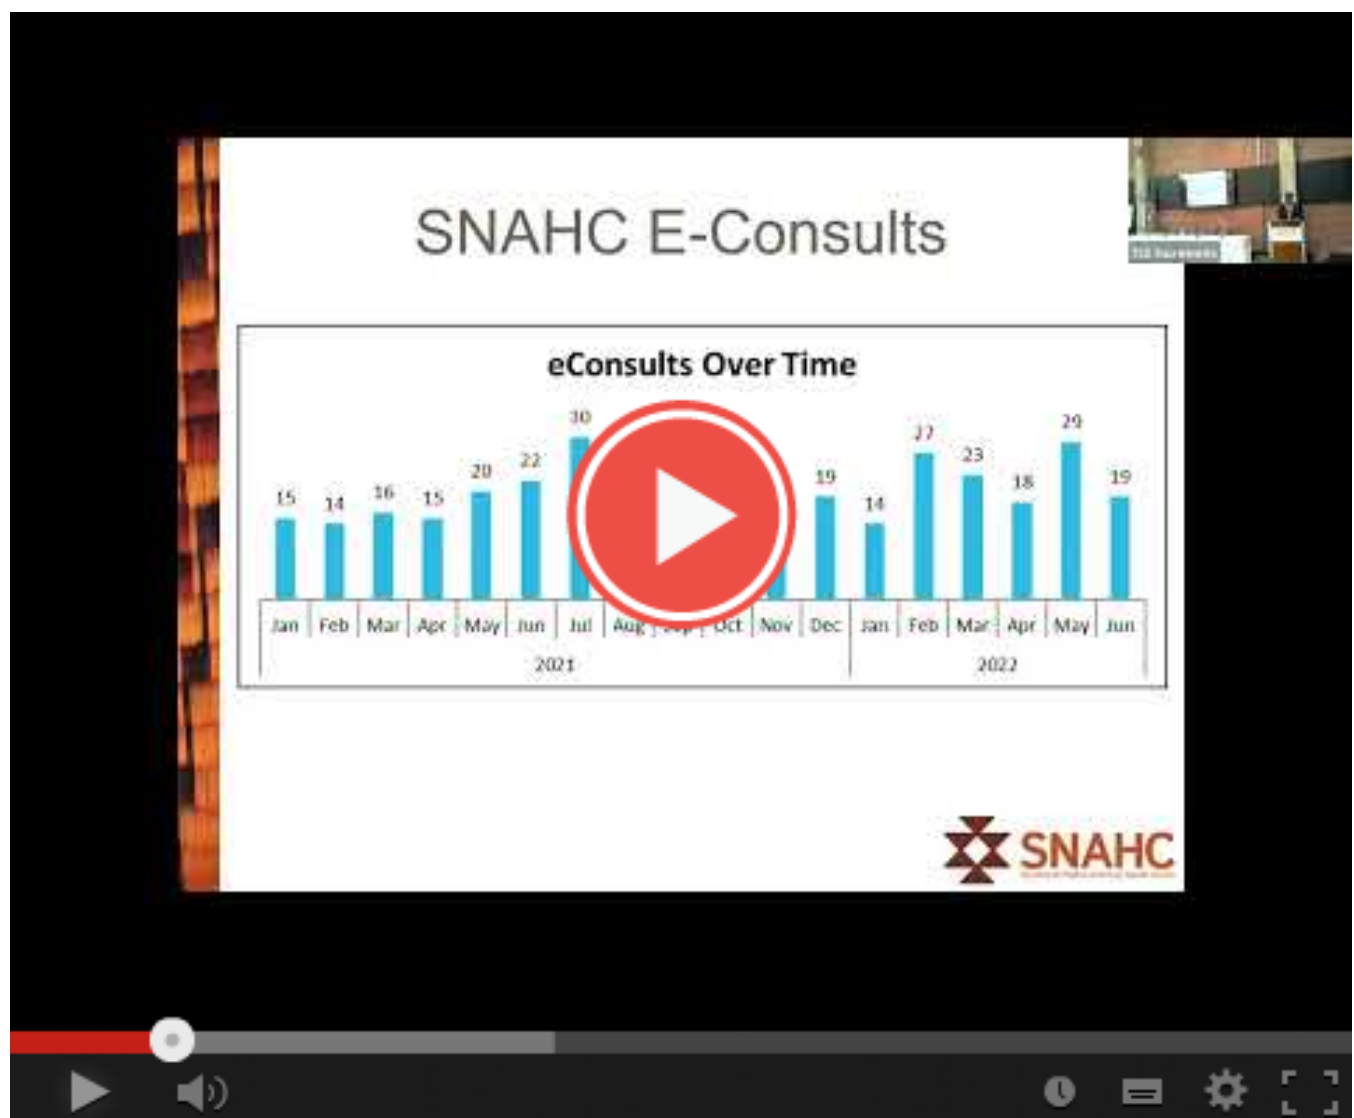 SNAHC E-Consults
eConsults Over Time
15 14 16 15 20 22 30 19 14 27 23 18 29 19
Jan Feb Mar Apr May Jun Jul Aug Oct Nov Dec Jan Feb Mar Apr May Jun
2021 2022
SNAHC